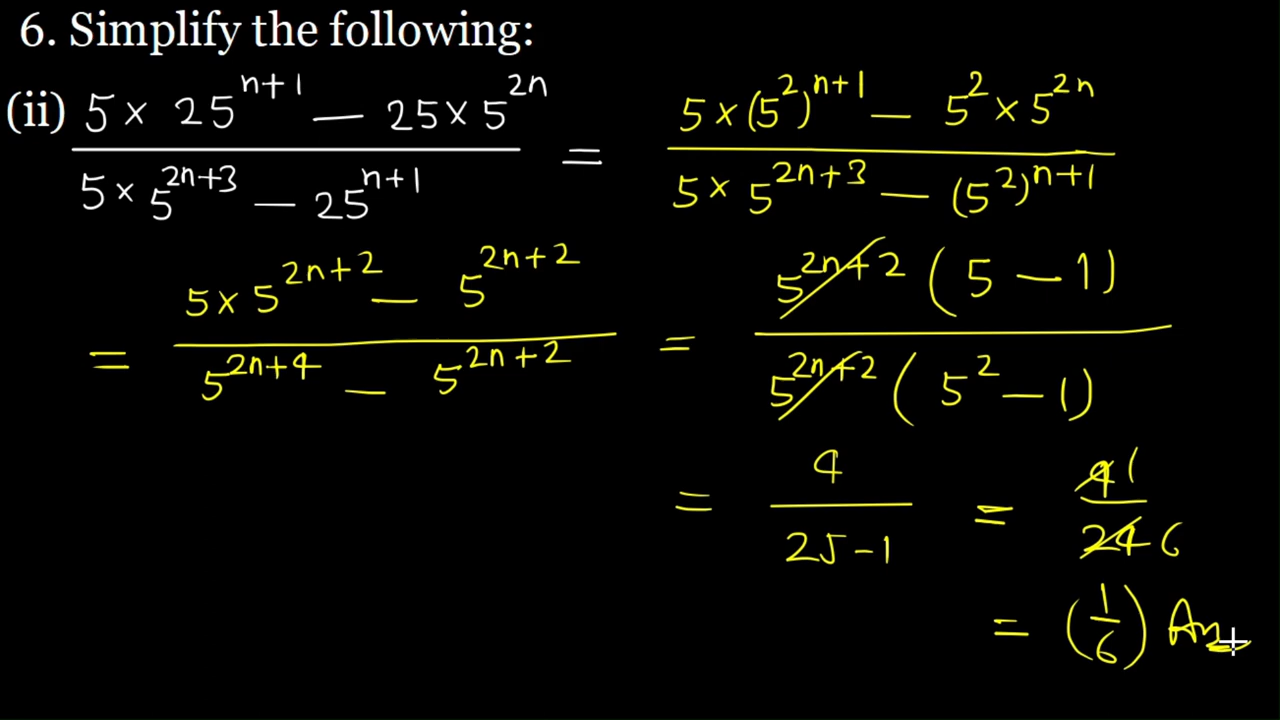 6. Simplify the following:
(ii) (5 × 25^(n+1) − 25 × 5^(2n)) / (5 × 5^(2n+3) − 25^(n+1)) = (5 × (5^2)^(n+1) − 5^2 × 5^(2n)) / (5 × 5^(2n+3) − (5^2)^(n+1))
= (5 × 5^(2n+2) − 5^(2n+2)) / (5^(2n+4) − 5^(2n+2)) = 5^(2n+2) (5 − 1) / 5^(2n+2) (5^2 − 1)
= 4 / (25 − 1) = 4 1 / 24 6
= (1/6) Ans